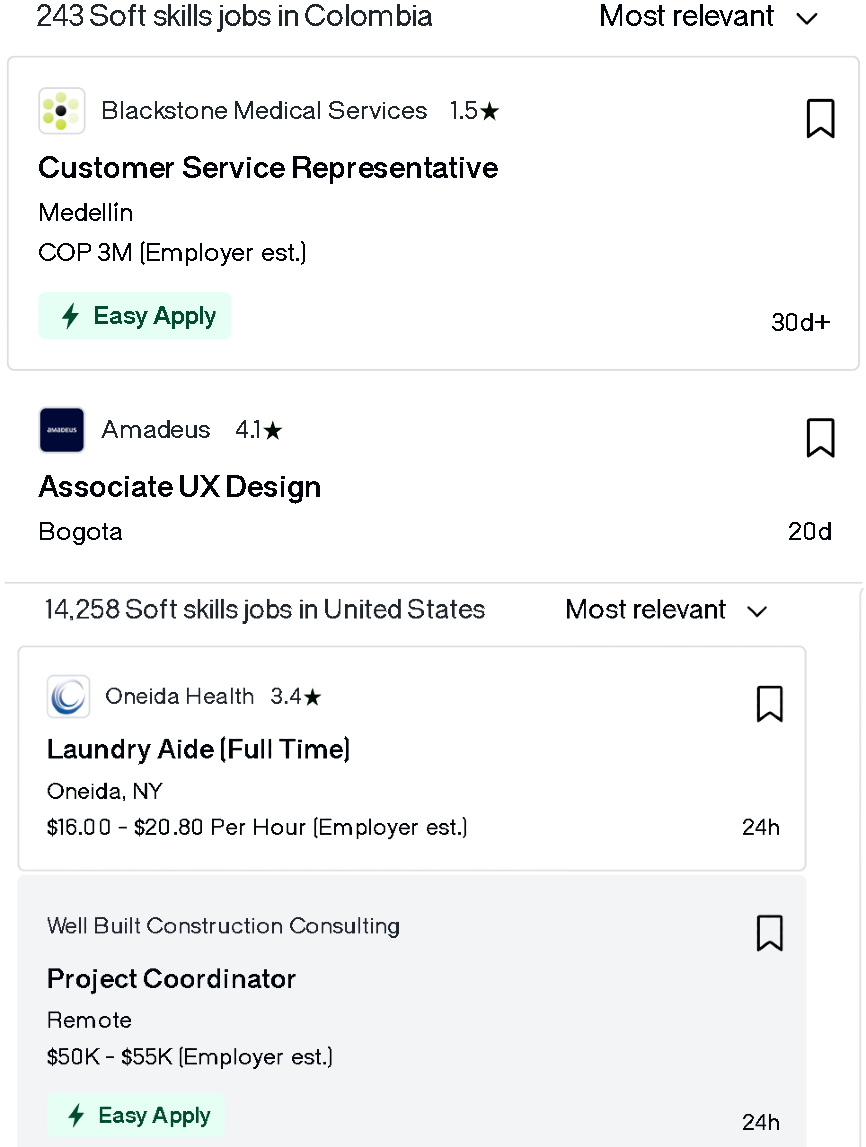 243 Soft skills jobs in Colombia Most relevant
Blackstone Medical Services 1.5★
Customer Service Representative
Medellín
COP 3M (Employer est.)
Easy Apply
30d+
AMADEUS
Amadeus 4.1★
Associate UX Design
Bogota
20d
14,258 Soft skills jobs in United States Most relevant
Oneida Health 3.4★
Laundry Aide (Full Time)
Oneida, NY
$16.00 - $20.80 Per Hour (Employer est.)
24h
Well Built Construction Consulting
Project Coordinator
Remote
$50K - $55K (Employer est.)
Easy Apply
24h